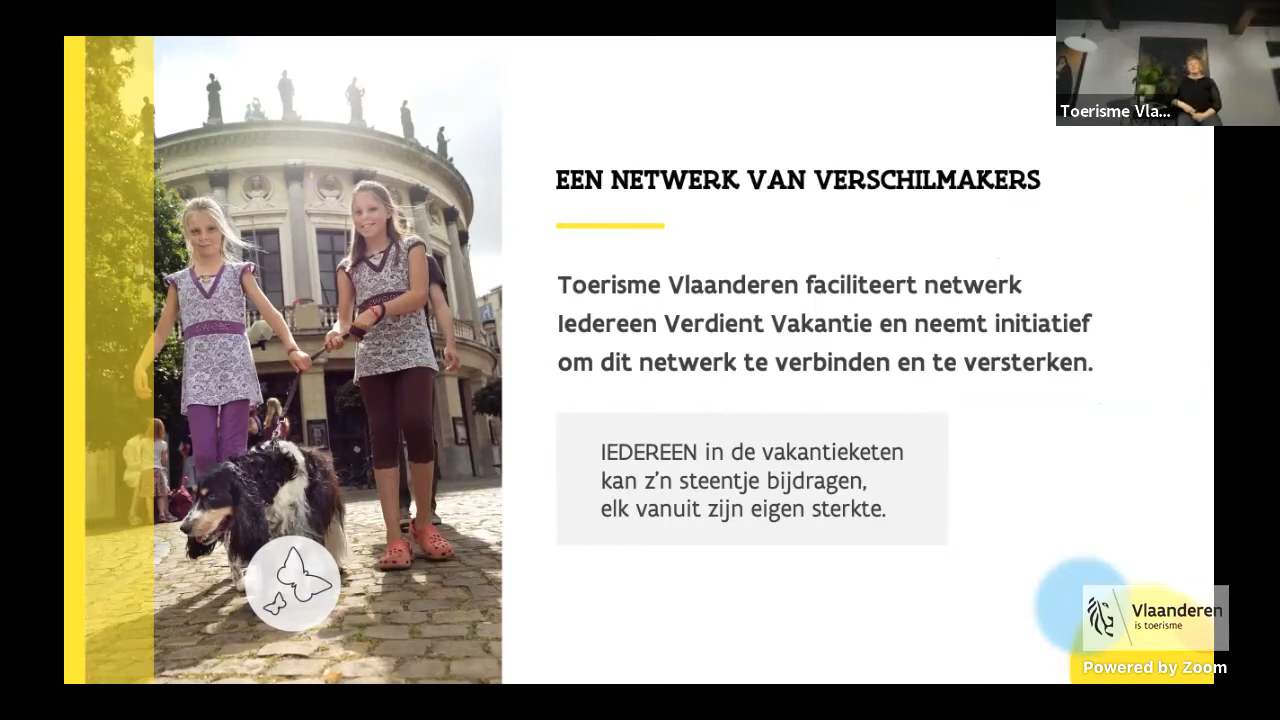 Toerisme Vla...
EEN NETWERK VAN VERSCHILMAKERS
Toerisme Vlaanderen faciliteert netwerk
Iedereen Verdient Vakantie en neemt initiatief
om dit netwerk te verbinden en te versterken.
IEDEREEN in de vakantieketen
kan z'n steentje bijdragen,
elk vanuit zijn eigen sterkte.
Vlaanderen
is toerisme
Powered by Zoom